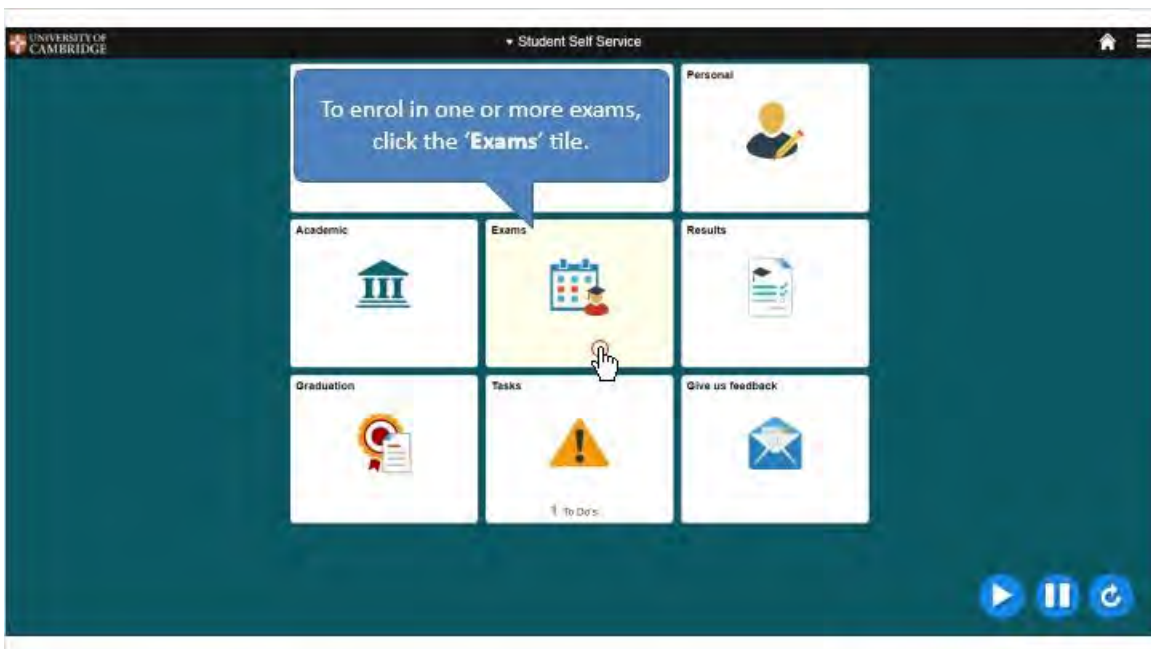 UNIVERSITY OF
CAMBRIDGE
Student Self Service
To enrol in one or more exams,
click the 'Exams' tile.
Personal
Academic
Exams
Results
Graduation
Tasks
Give us feedback
1 To Do's